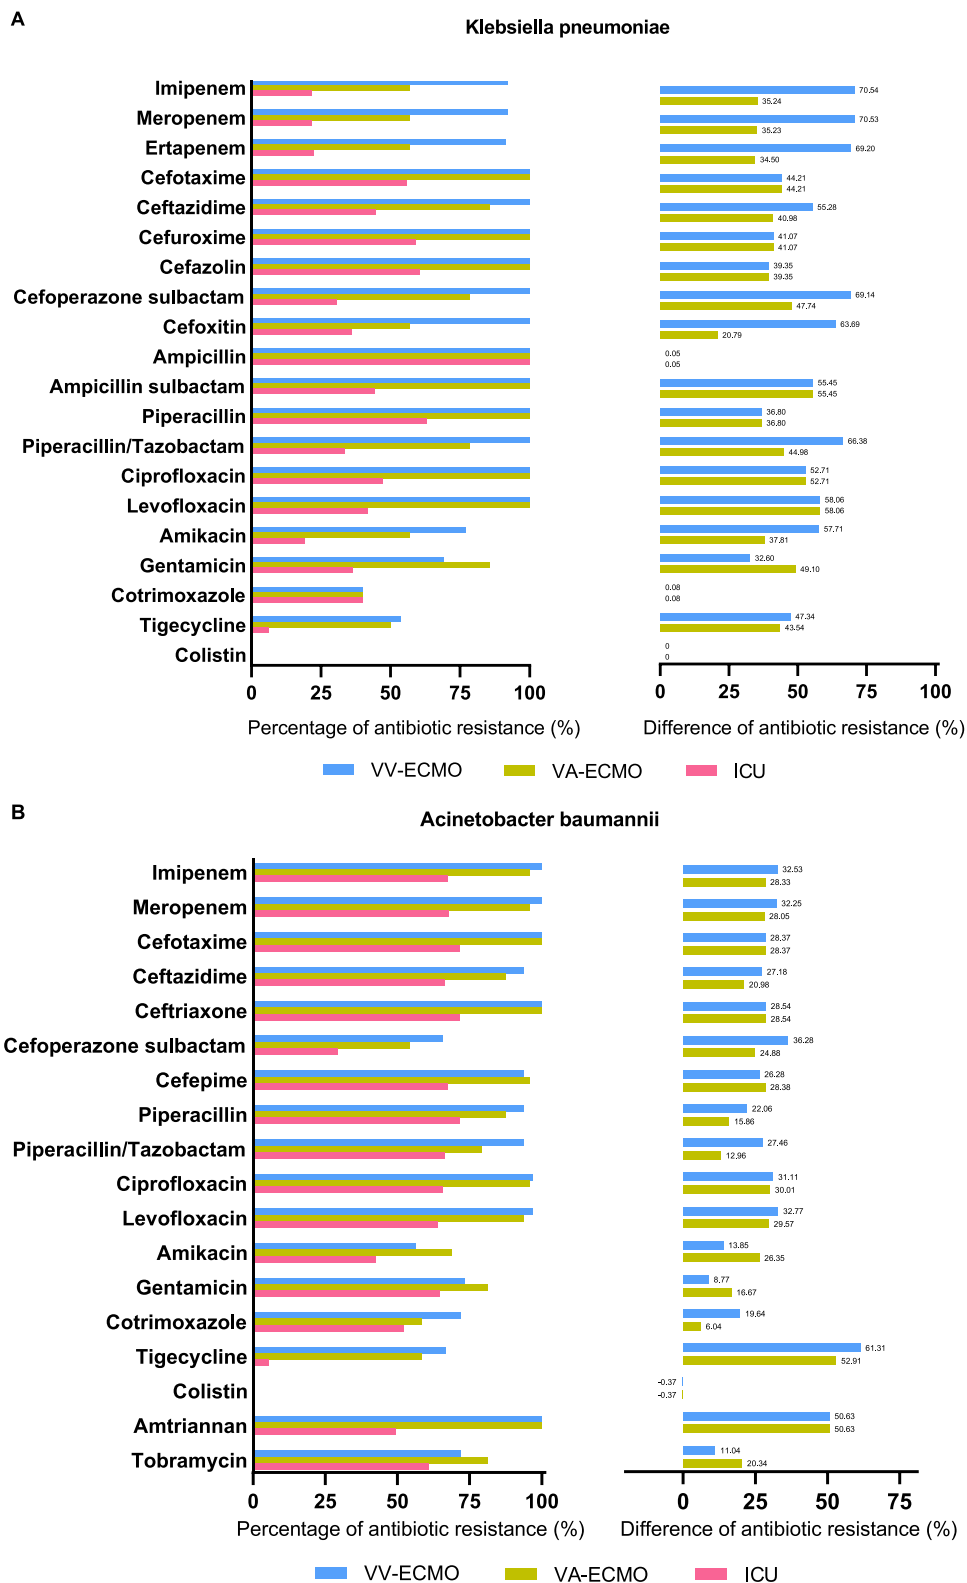 A
Klebsiella pneumoniae
Imipenem 70.54
35.24
Meropenem 70.53
35.23
Ertapenem 69.20
34.50
Cefotaxime 44.21
44.21
Ceftazidime 55.28
40.98
Cefuroxime 41.07
41.07
Cefazolin 39.35
39.35
Cefoperazone sulbactam 69.14
47.74
Cefoxitin 63.69
20.79
Ampicillin 0.05
0.05
Ampicillin sulbactam 55.45
55.45
Piperacillin 36.80
36.80
Piperacillin/Tazobactam 66.38
44.98
Ciprofloxacin 52.71
52.71
Levofloxacin 58.06
58.06
Amikacin 57.71
37.81
Gentamicin 32.60
49.10
Cotrimoxazole 0.08
0.08
Tigecycline 47.34
43.54
Colistin 0
0
0 25 50 75 100 0 25 50 75 100
Percentage of antibiotic resistance (%) Difference of antibiotic resistance (%)
VV-ECMO VA-ECMO ICU
B
Acinetobacter baumannii
Imipenem 32.53
28.33
Meropenem 32.25
28.05
Cefotaxime 28.37
28.37
Ceftazidime 27.18
20.98
Ceftriaxone 28.54
28.54
Cefoperazone sulbactam 36.28
24.88
Cefepime 26.28
28.38
Piperacillin 22.06
15.86
Piperacillin/Tazobactam 27.46
12.96
Ciprofloxacin 31.11
30.01
Levofloxacin 32.77
29.57
Amikacin 13.85
26.35
Gentamicin 8.77
16.67
Cotrimoxazole 19.64
6.04
Tigecycline 61.31
52.91
Colistin -0.37
-0.37
Amtriannan 50.63
50.63
Tobramycin 11.04
20.34
0 25 50 75 100 0 25 50 75
Percentage of antibiotic resistance (%) Difference of antibiotic resistance (%)
VV-ECMO VA-ECMO ICU